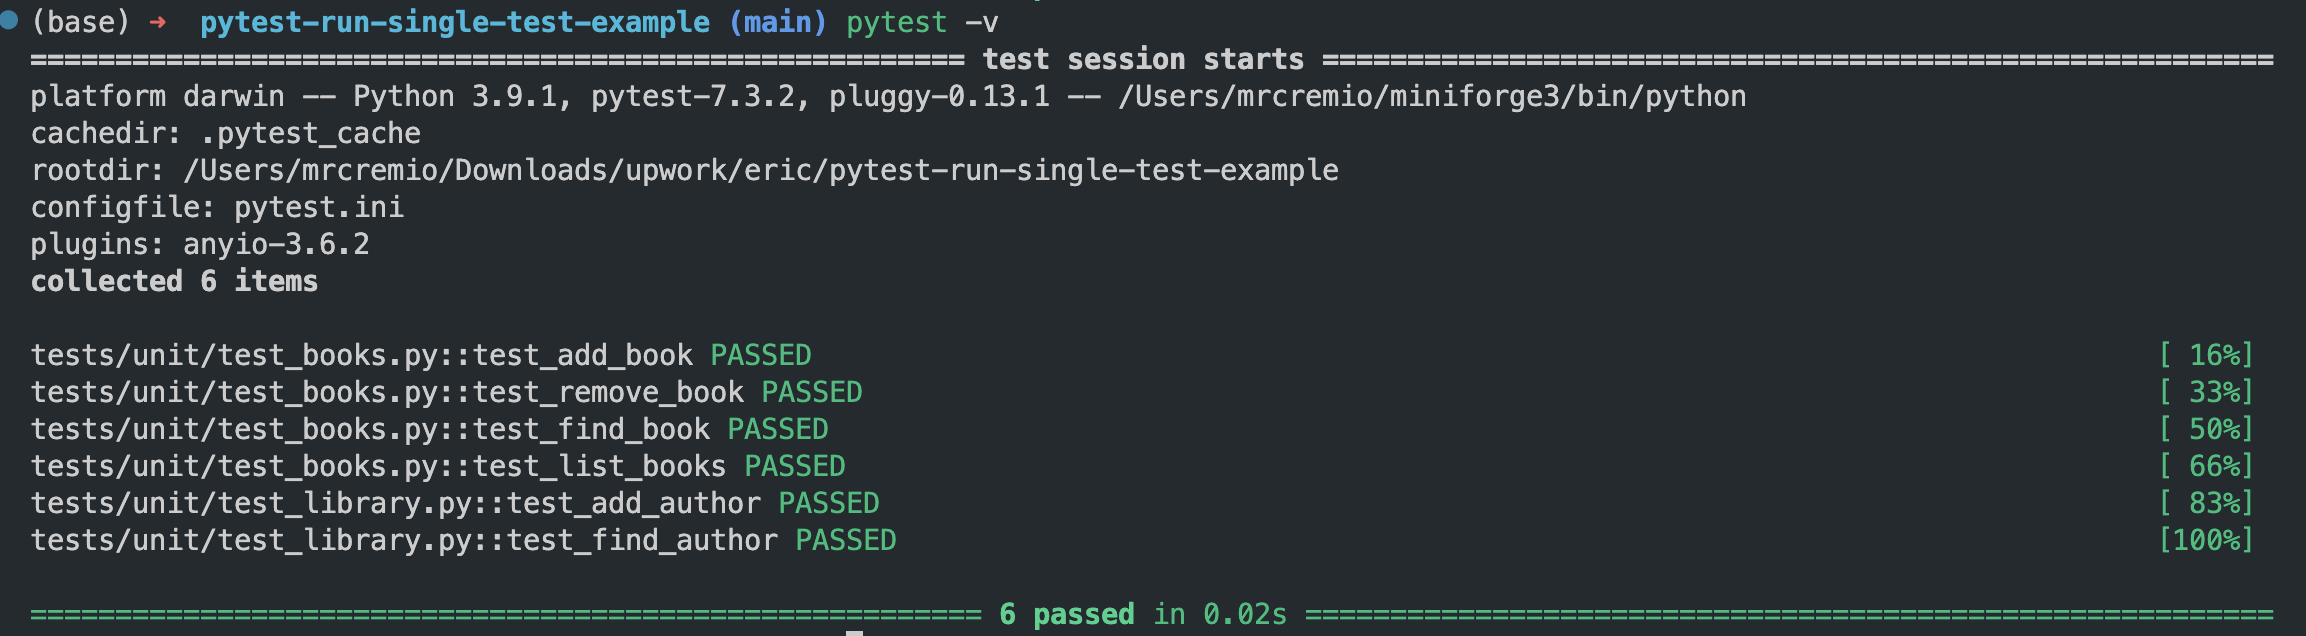 (base) ➜  pytest-run-single-test-example (main) pytest -v
======================================================= test session starts ========================================================
platform darwin -- Python 3.9.1, pytest-7.3.2, pluggy-0.13.1 -- /Users/mrcremio/miniforge3/bin/python
cachedir: .pytest_cache
rootdir: /Users/mrcremio/Downloads/upwork/eric/pytest-run-single-test-example
configfile: pytest.ini
plugins: anyio-3.6.2
collected 6 items
tests/unit/test_books.py::test_add_book PASSED [ 16%]
tests/unit/test_books.py::test_remove_book PASSED [ 33%]
tests/unit/test_books.py::test_find_book PASSED [ 50%]
tests/unit/test_books.py::test_list_books PASSED [ 66%]
tests/unit/test_library.py::test_add_author PASSED [ 83%]
tests/unit/test_library.py::test_find_author PASSED [100%]
======================================================== 6 passed in 0.02s =========================================================